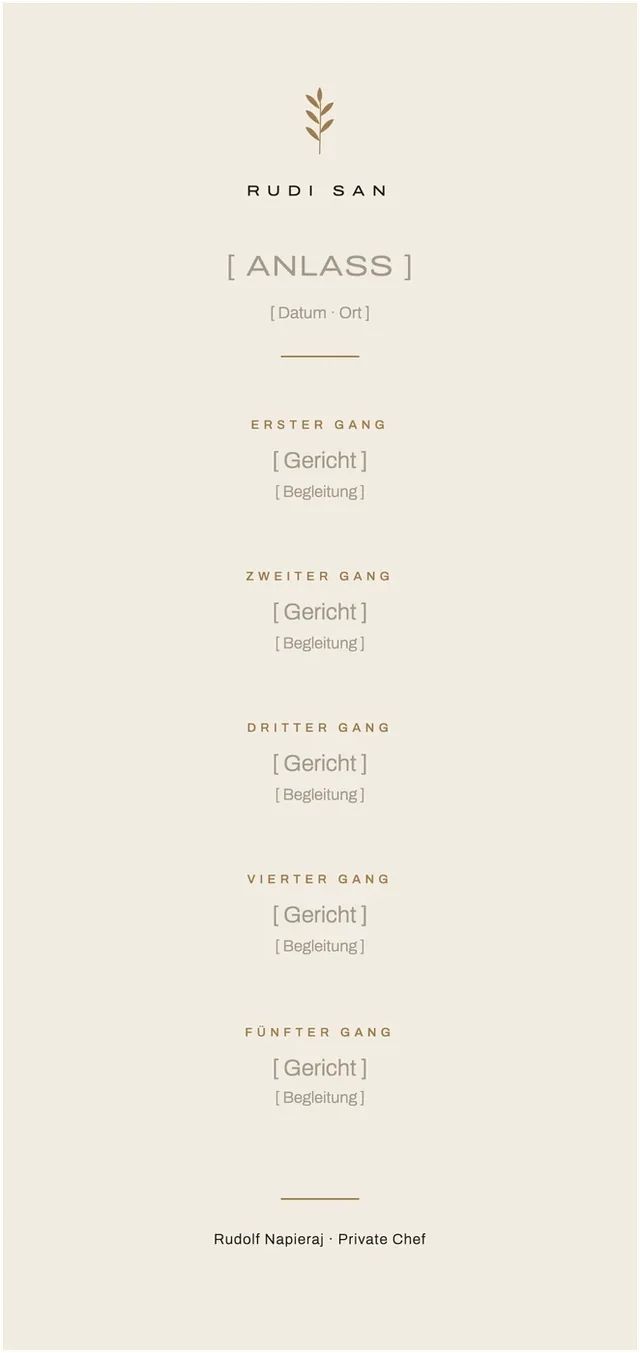 RUDI SAN
[ ANLASS ]
[ Datum · Ort ]
ERSTER GANG
[ Gericht ]
[ Begleitung ]
ZWEITER GANG
[ Gericht ]
[ Begleitung ]
DRITTER GANG
[ Gericht ]
[ Begleitung ]
VIERTER GANG
[ Gericht ]
[ Begleitung ]
FÜNFTER GANG
[ Gericht ]
[ Begleitung ]
Rudolf Napieraj · Private Chef